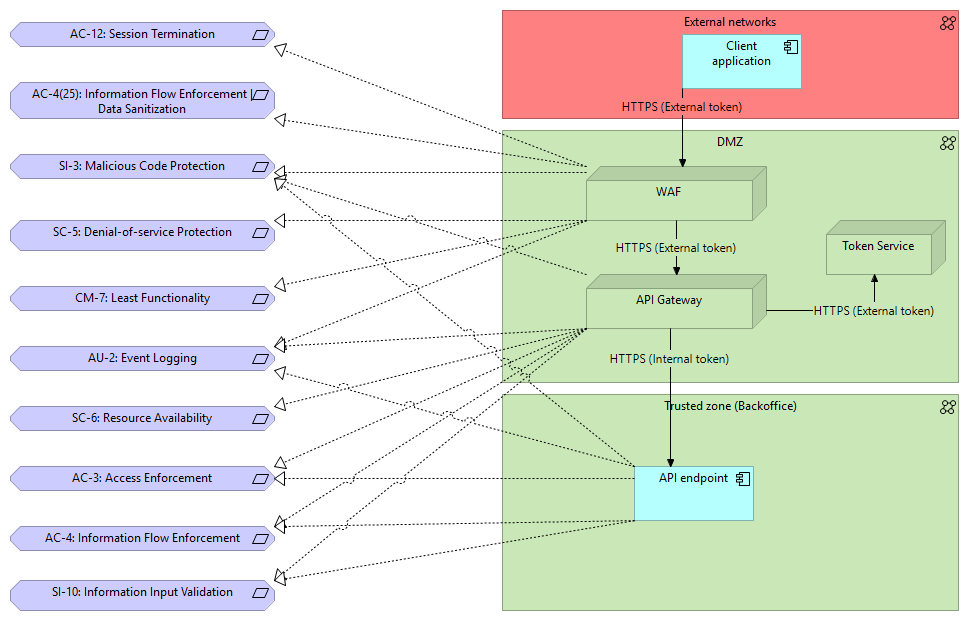 AC-12: Session Termination
AC-4(25): Information Flow Enforcement |
Data Sanitization
SI-3: Malicious Code Protection
SC-5: Denial-of-service Protection
CM-7: Least Functionality
AU-2: Event Logging
SC-6: Resource Availability
AC-3: Access Enforcement
AC-4: Information Flow Enforcement
SI-10: Information Input Validation
External networks
Client
application
HTTPS (External token)
DMZ
WAF
HTTPS (External token)
Token Service
API Gateway
HTTPS (External token)
HTTPS (Internal token)
Trusted zone (Backoffice)
API endpoint